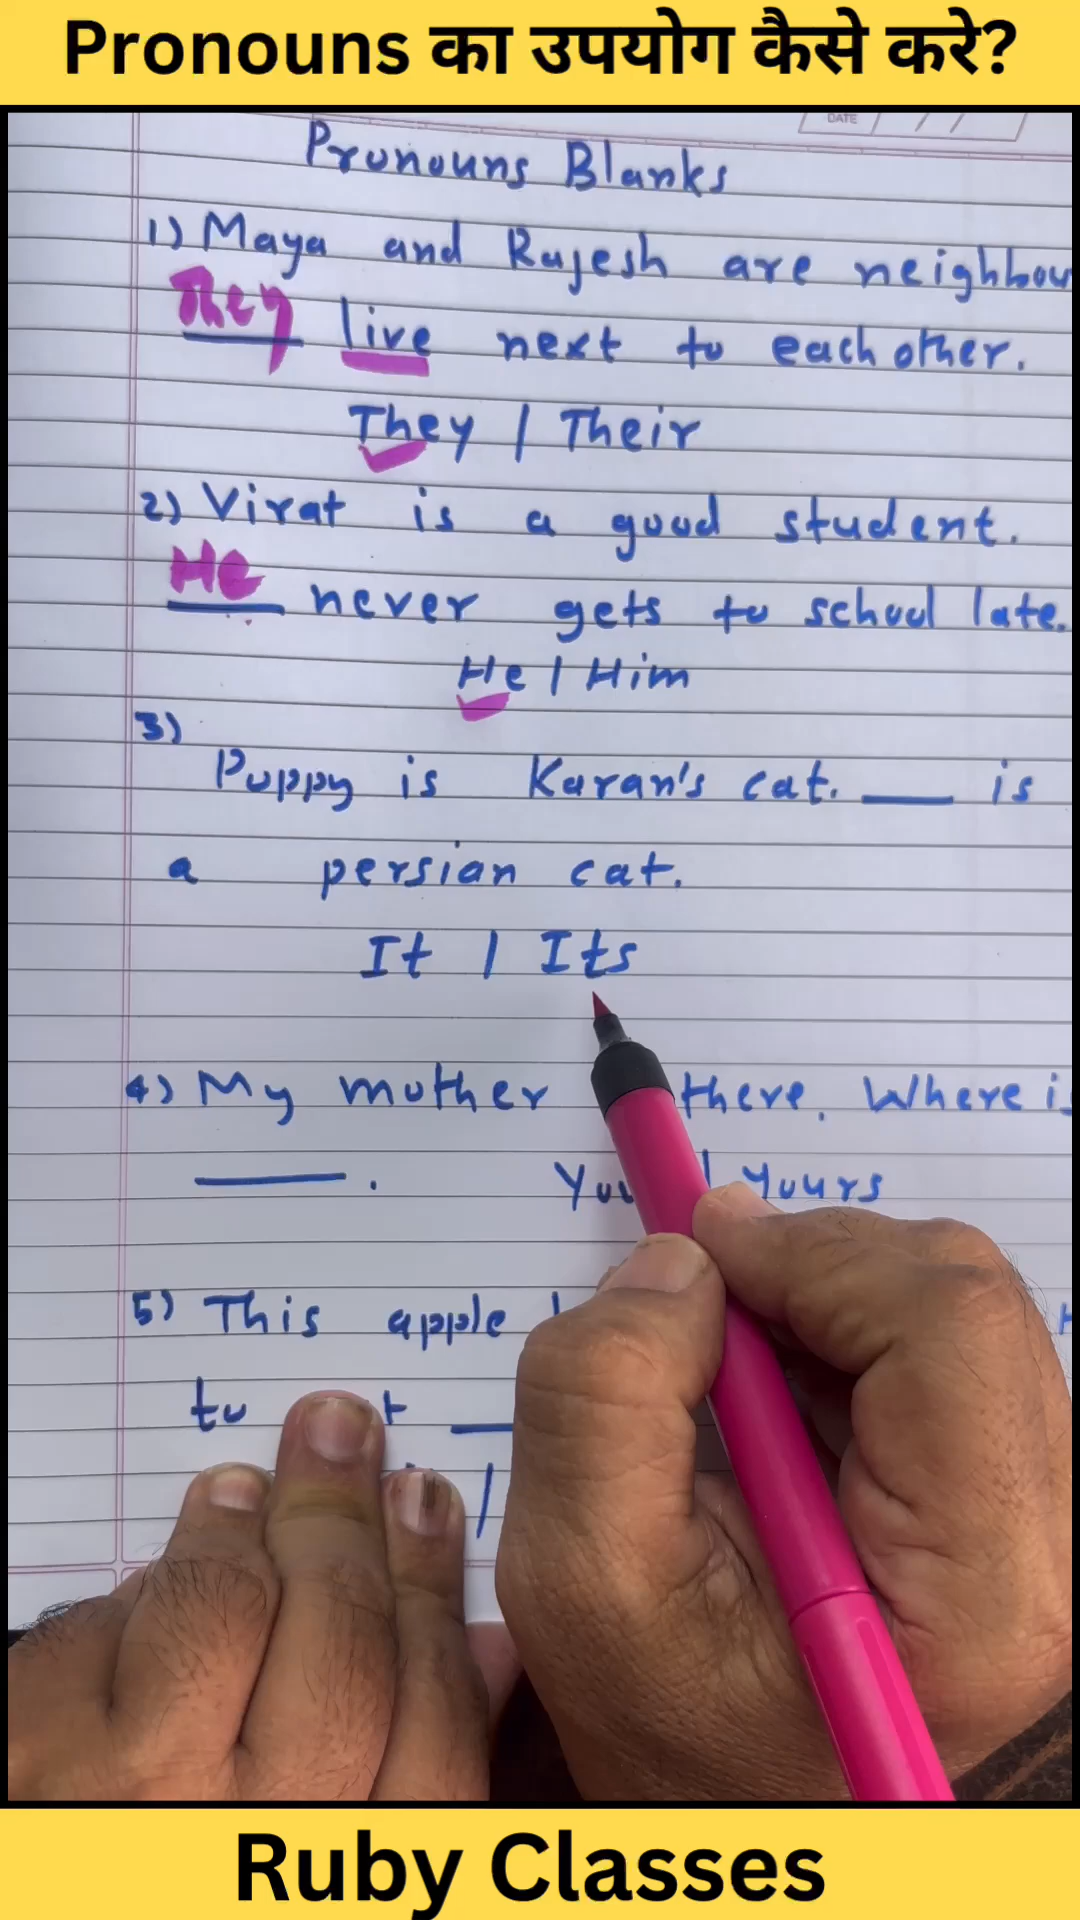 Pronouns का उपयोग कैसे करे?
DATE / /
Pronouns Blanks
1) Maya and Rajesh are
They live next to each other.
They / Their
2) Virat is a good student.
He never gets to school late.
He / Him
3)
Puppy is Karan's cat. ___ is
a persian cat.
It / Its
4) My mother there. Where is
___. / Yours
5) This apple
to ___
/
Ruby Classes